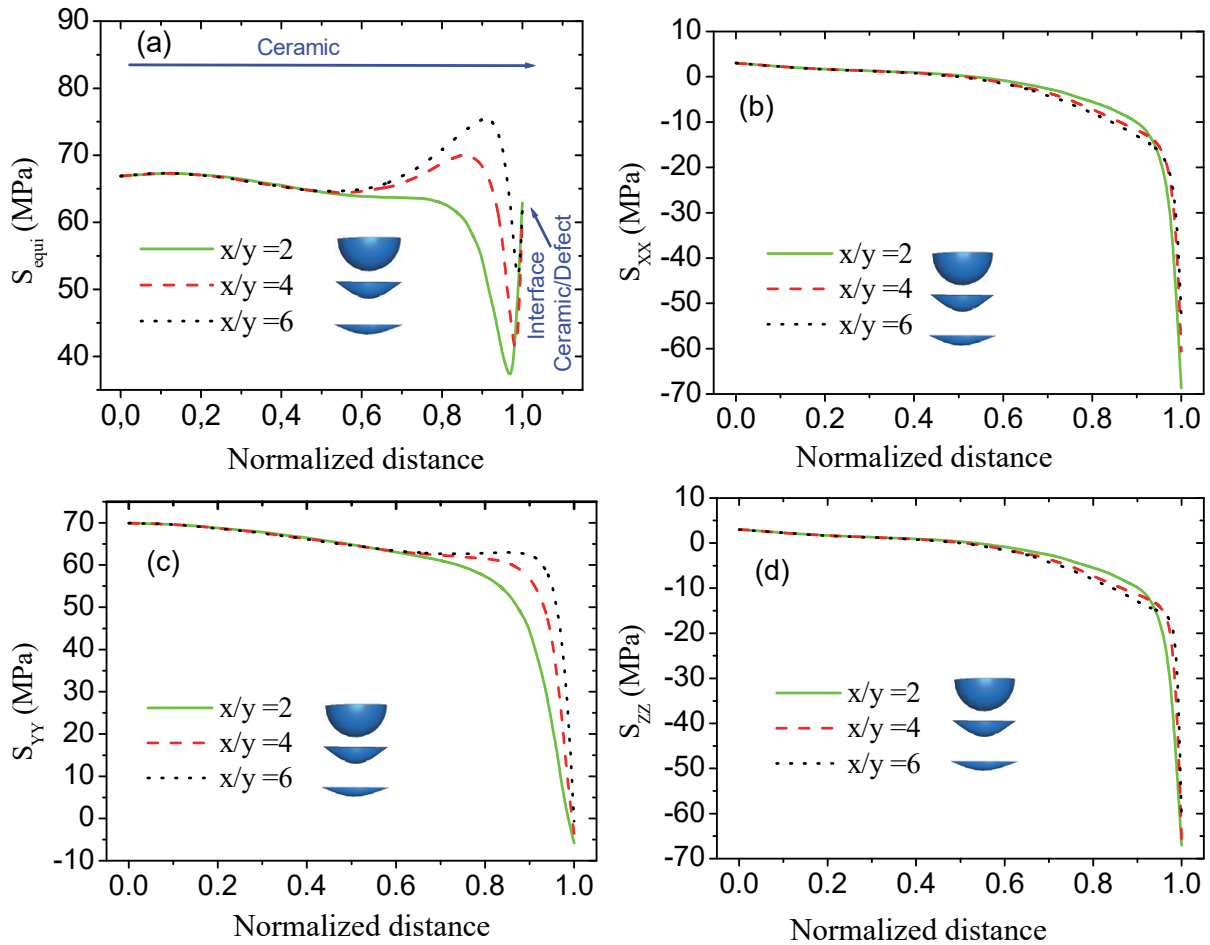 (a)
Ceramic
90
80
70
60
50
40
S_equi (MPa)
x/y =2
x/y =4
x/y =6
Interface
Ceramic/Defect
0,0 0,2 0,4 0,6 0,8 1,0
Normalized distance
(b)
10
0
-10
-20
-30
-40
-50
-60
-70
S_XX (MPa)
x/y =2
x/y =4
x/y =6
0.0 0.2 0.4 0.6 0.8 1.0
Normalized distance
(c)
70
60
50
40
30
20
10
0
-10
S_YY (MPa)
x/y =2
x/y =4
x/y =6
0.0 0.2 0.4 0.6 0.8 1.0
Normalized distance
(d)
10
0
-10
-20
-30
-40
-50
-60
-70
S_ZZ (MPa)
x/y =2
x/y =4
x/y =6
0.0 0.2 0.4 0.6 0.8 1.0
Normalized distance